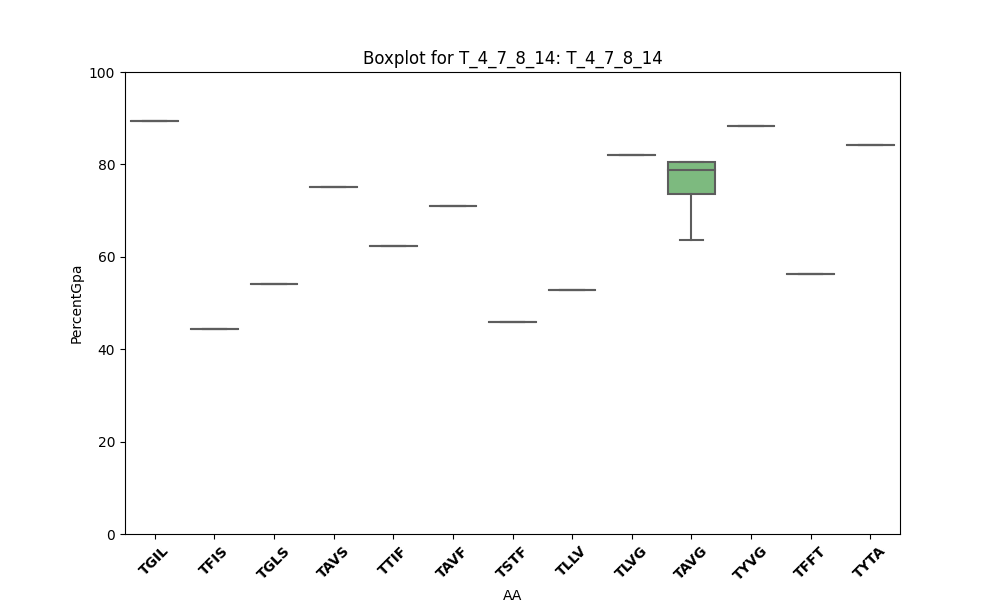 Boxplot for T_4_7_8_14: T_4_7_8_14
100
80
60
40
20
0
PercentGpa
TGIL TFIS TGLS TAVS TTIF TAVF TSTF TLLV TLVG TAVG TYVG TFFT TYTA
AA